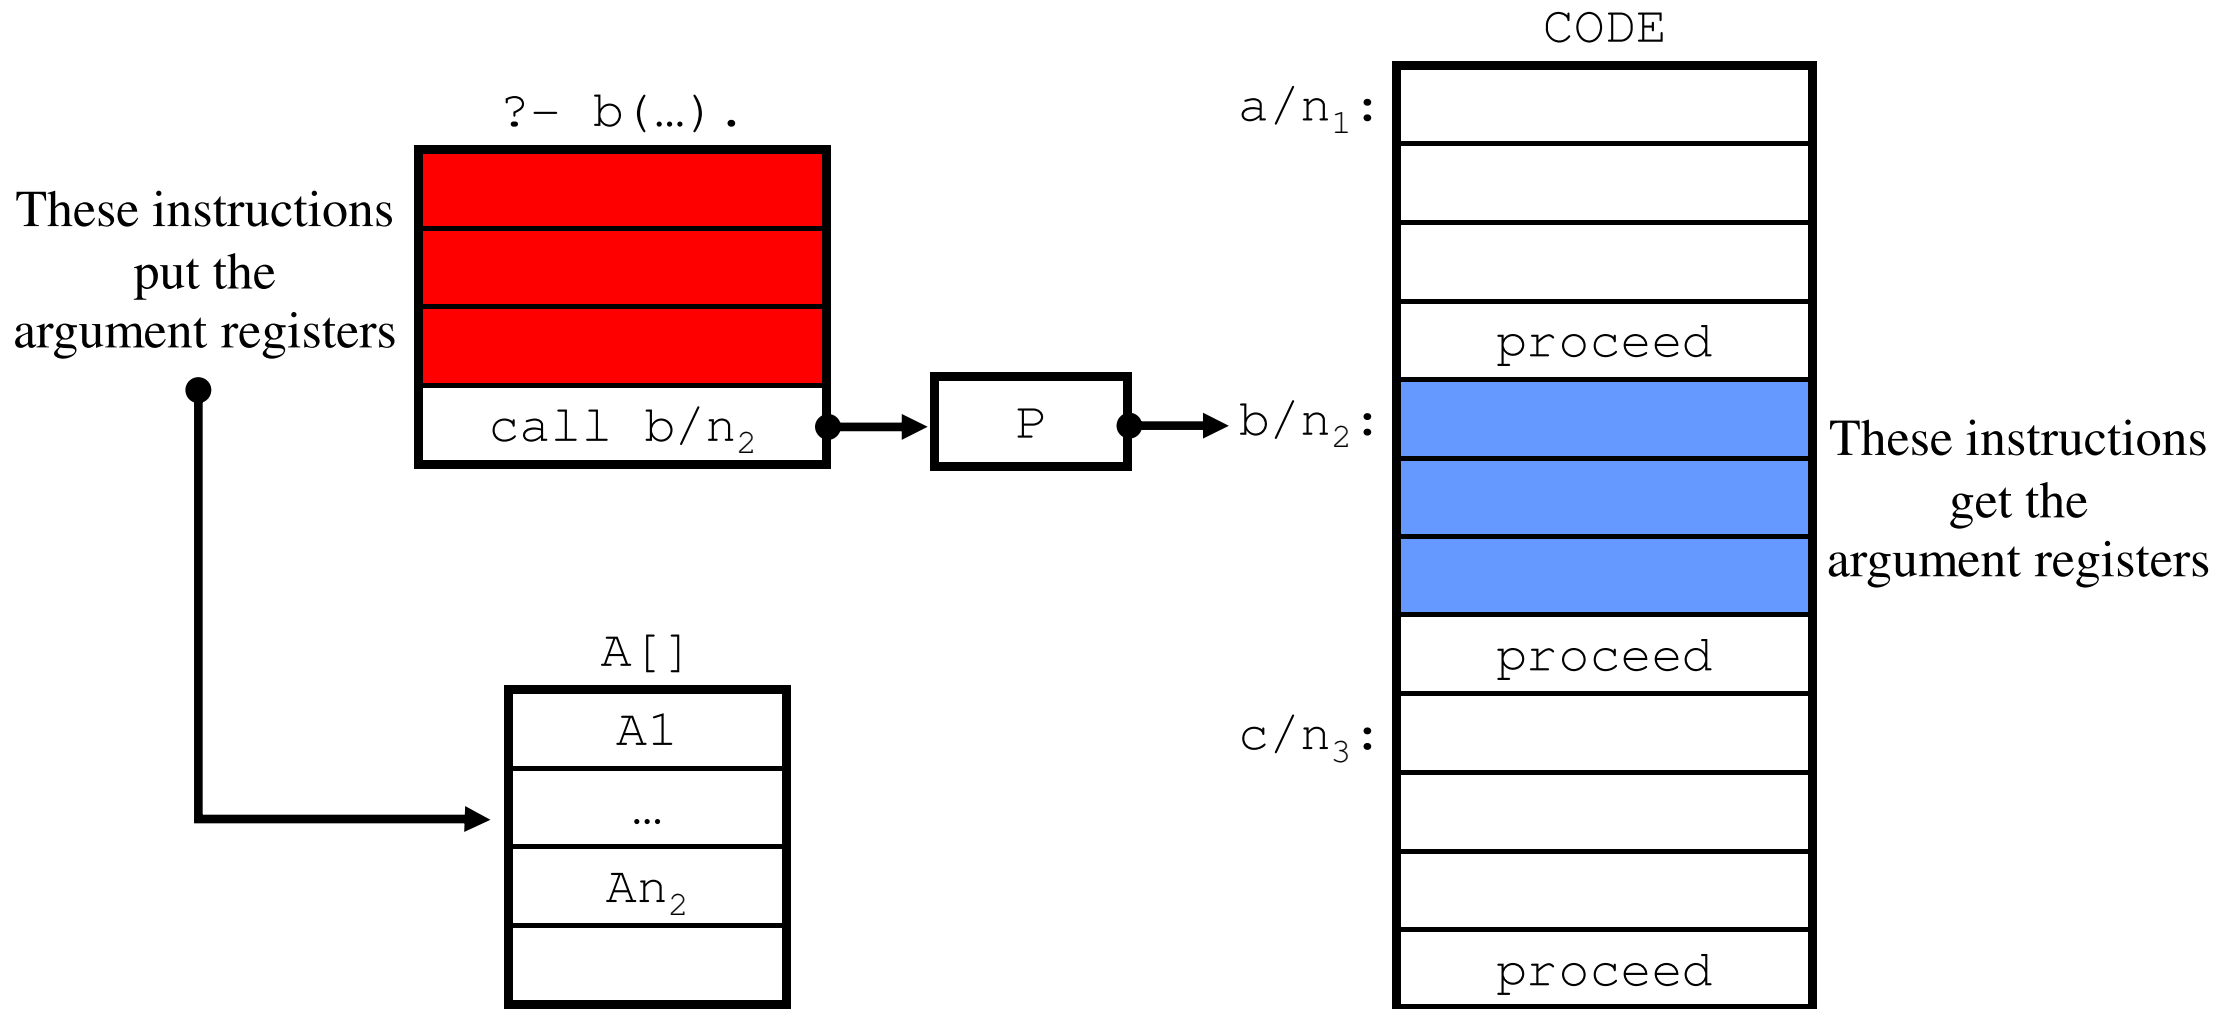 CODE
?- b(…).
a/n₁:
These instructions
put the
argument registers
proceed
call b/n₂
P
b/n₂:
These instructions
get the
argument registers
A[]
proceed
A1
c/n₃:
…
An₂
proceed